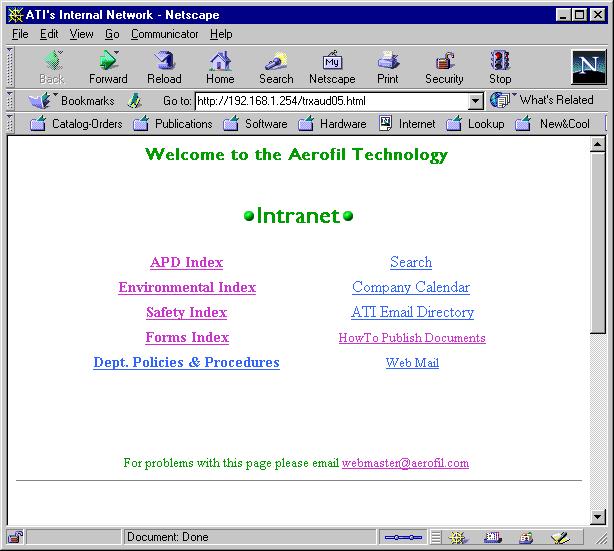 ATI's Internal Network - Netscape
File Edit View Go Communicator Help
Back Forward Reload Home Search Netscape Print Security Stop
My
N
Bookmarks Go to: http://192.168.1.254/trxaud05.html What's Related
Catalog-Orders Publications Software Hardware Internet Lookup New&Cool
Welcome to the Aerofil Technology
Intranet
APD Index Search
Environmental Index Company Calendar
Safety Index ATI Email Directory
Forms Index HowTo Publish Documents
Dept. Policies & Procedures Web Mail
For problems with this page please email webmaster@aerofil.com
Document: Done